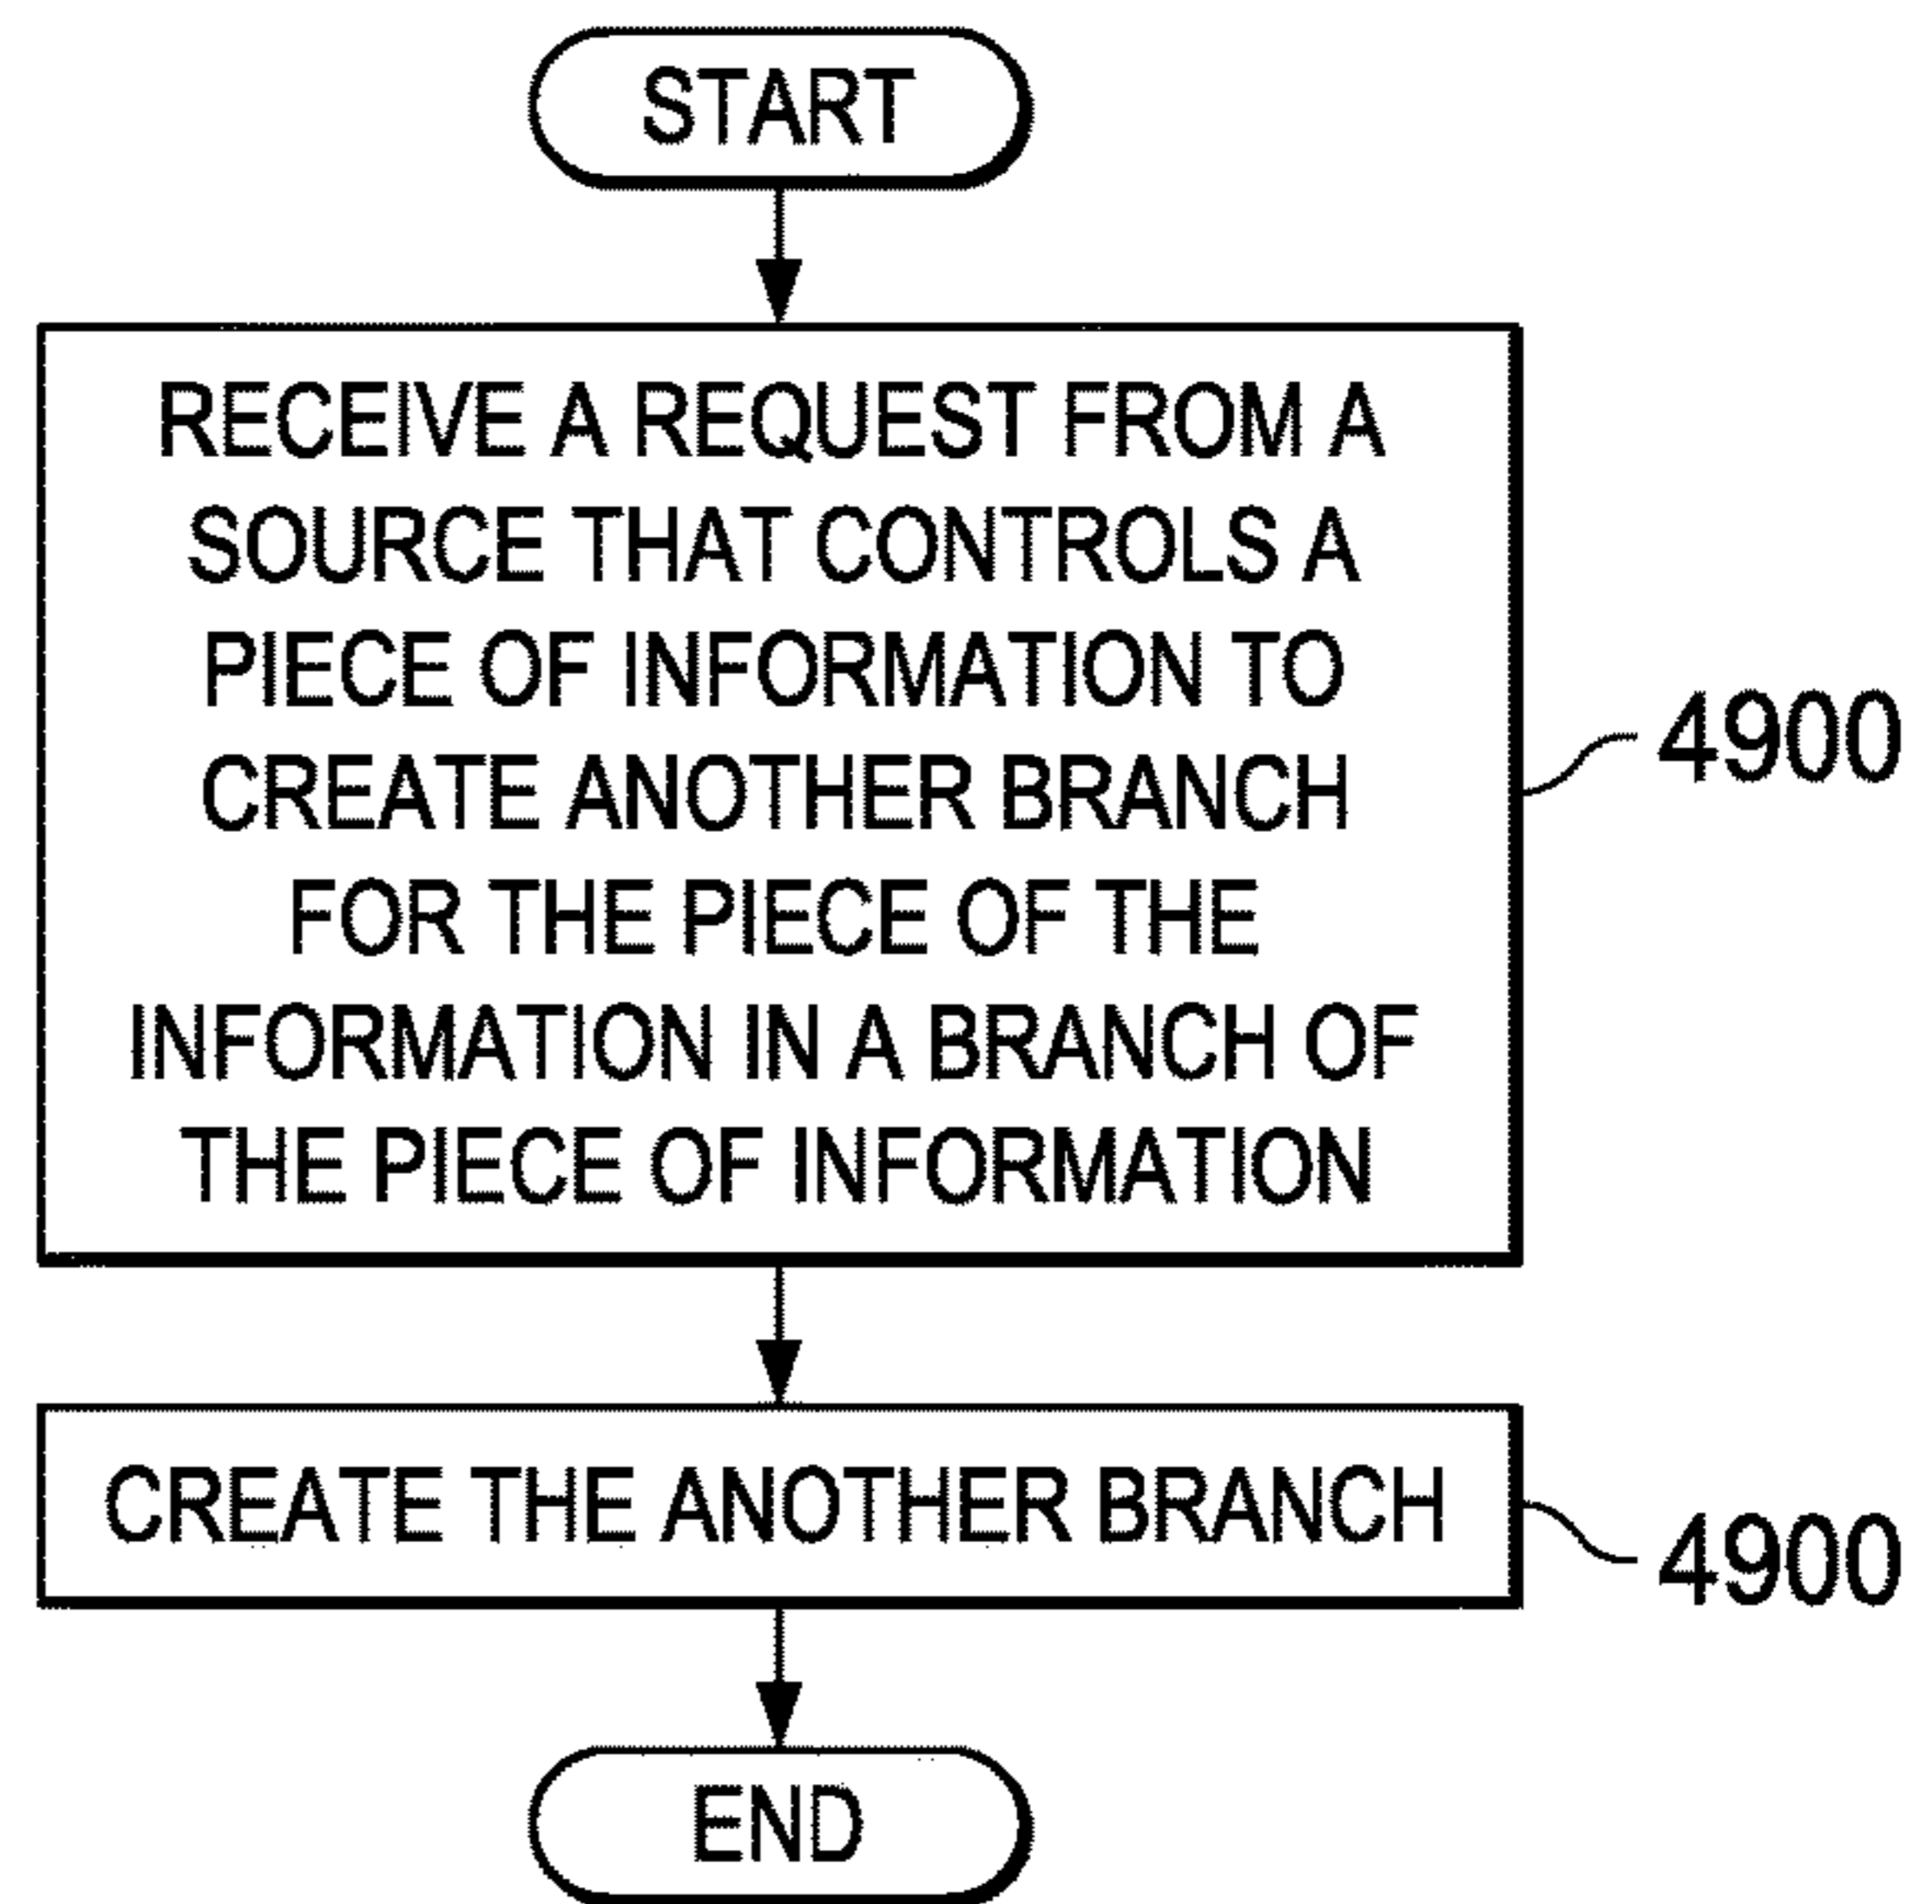 START
RECEIVE A REQUEST FROM A
SOURCE THAT CONTROLS A
PIECE OF INFORMATION TO
CREATE ANOTHER BRANCH
FOR THE PIECE OF THE
INFORMATION IN A BRANCH OF
THE PIECE OF INFORMATION
4900
CREATE THE ANOTHER BRANCH
4900
END